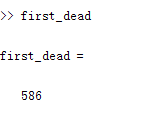 >> first_dead
first_dead =
586